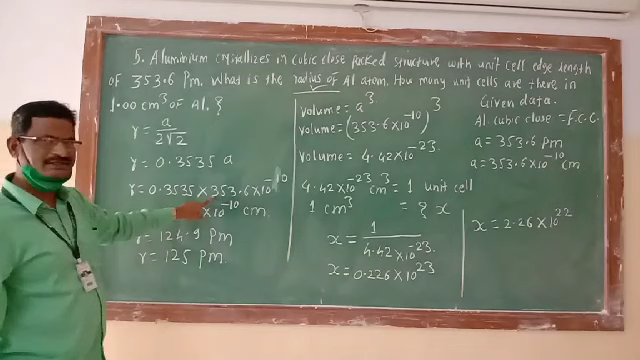 5. Aluminium crystallizes in cubic close packed structure with unit cell edge length
of 353.6 Pm. What is the radius of Al atom. How many unit cells are there in
1.00 cm³ of Al.?
r = a / 2√2
r = 0.3535 a
r = 0.3535 × 353.6 × 10⁻¹⁰
× 10⁻¹⁰ cm.
r = 124.9 pm
r = 125 pm.
Volume = a³.
Volume = (353.6 × 10⁻¹⁰)³
Volume = 4.42 × 10⁻²³.
4.42 × 10⁻²³ cm³ = 1 unit cell
1 cm³ = ? x
x = 1 / 4.42 × 10⁻²³.
x = 0.226 × 10²³
Given data.
Al cubic close = F.C.C.
a = 353.6 pm
a = 353.6 × 10⁻¹⁰ cm
x = 2.26 × 10²²